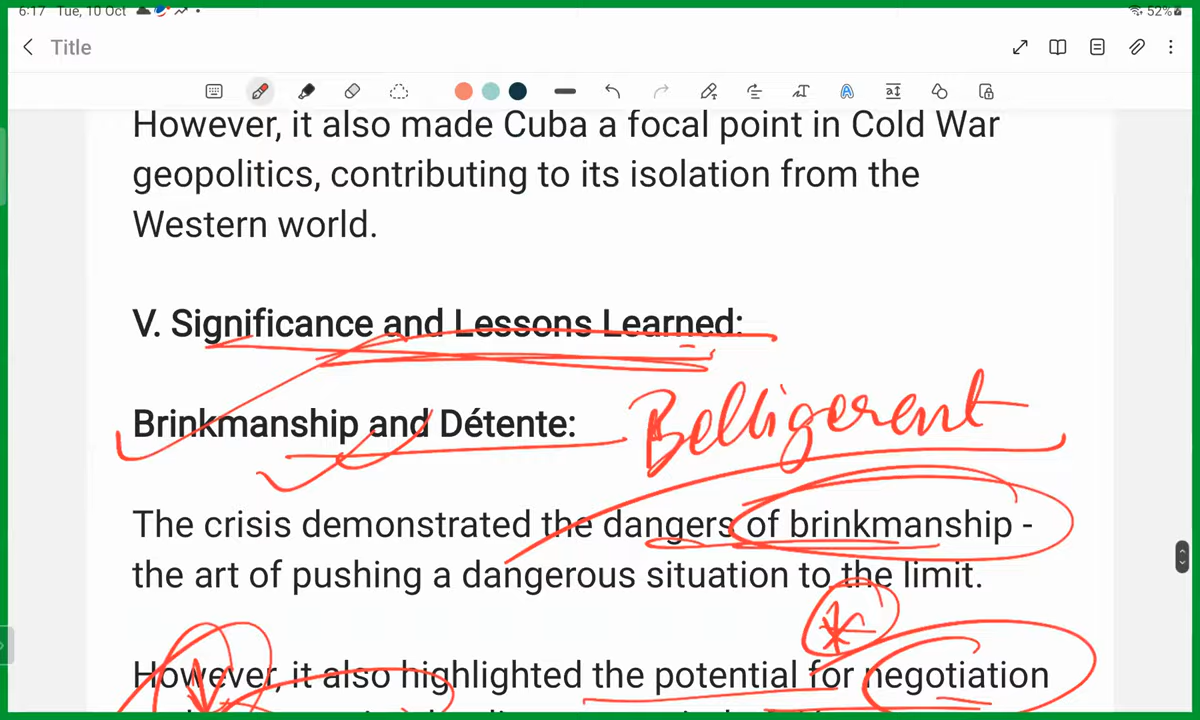 6:17 Tue, 10 Oct
52%
Title
However, it also made Cuba a focal point in Cold War
geopolitics, contributing to its isolation from the
Western world.
V. Significance and Lessons Learned:
Brinkmanship and Détente:
Belligerent
The crisis demonstrated the dangers of brinkmanship -
the art of pushing a dangerous situation to the limit.
However, it also highlighted the potential for negotiation